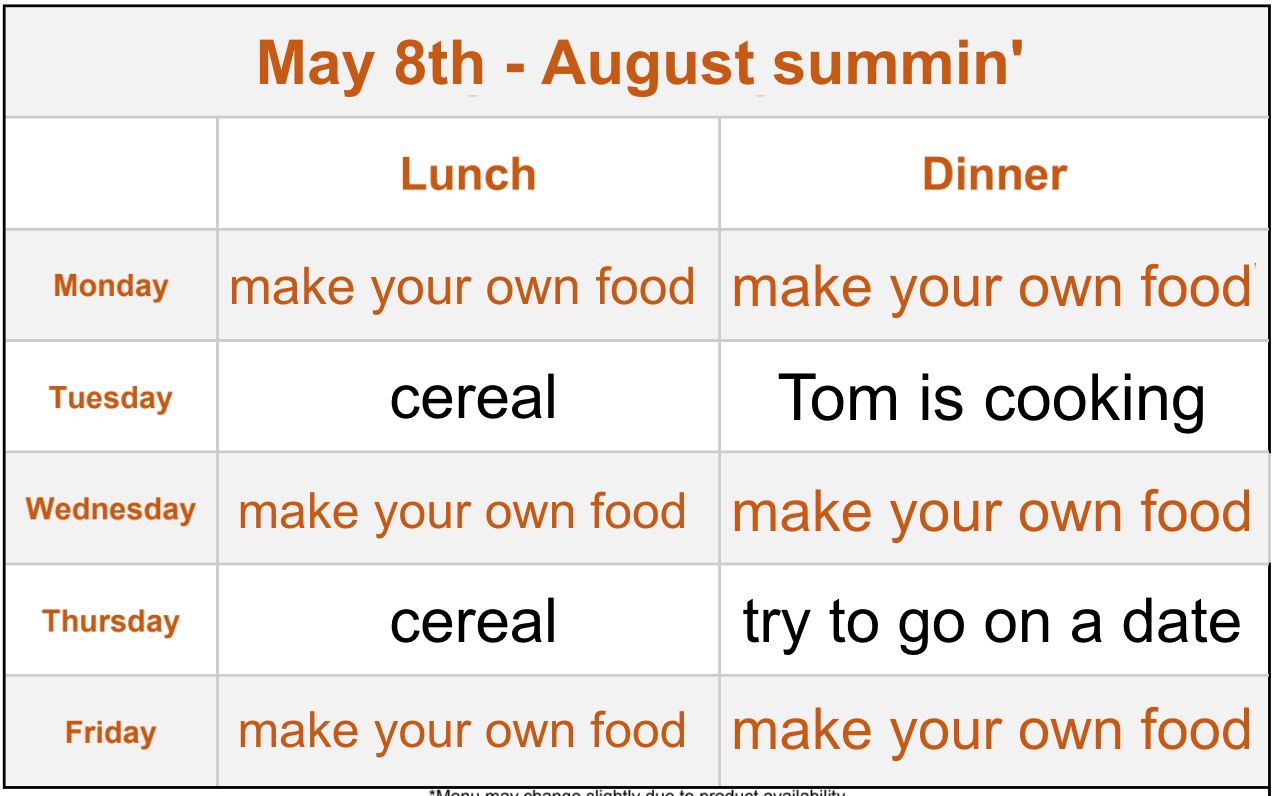 May 8th - August summin'
Lunch Dinner
Monday make your own food make your own food'
Tuesday cereal Tom is cooking
Wednesday make your own food make your own food
Thursday cereal try to go on a date
Friday make your own food make your own food
*Menu may change slightly due to product availability